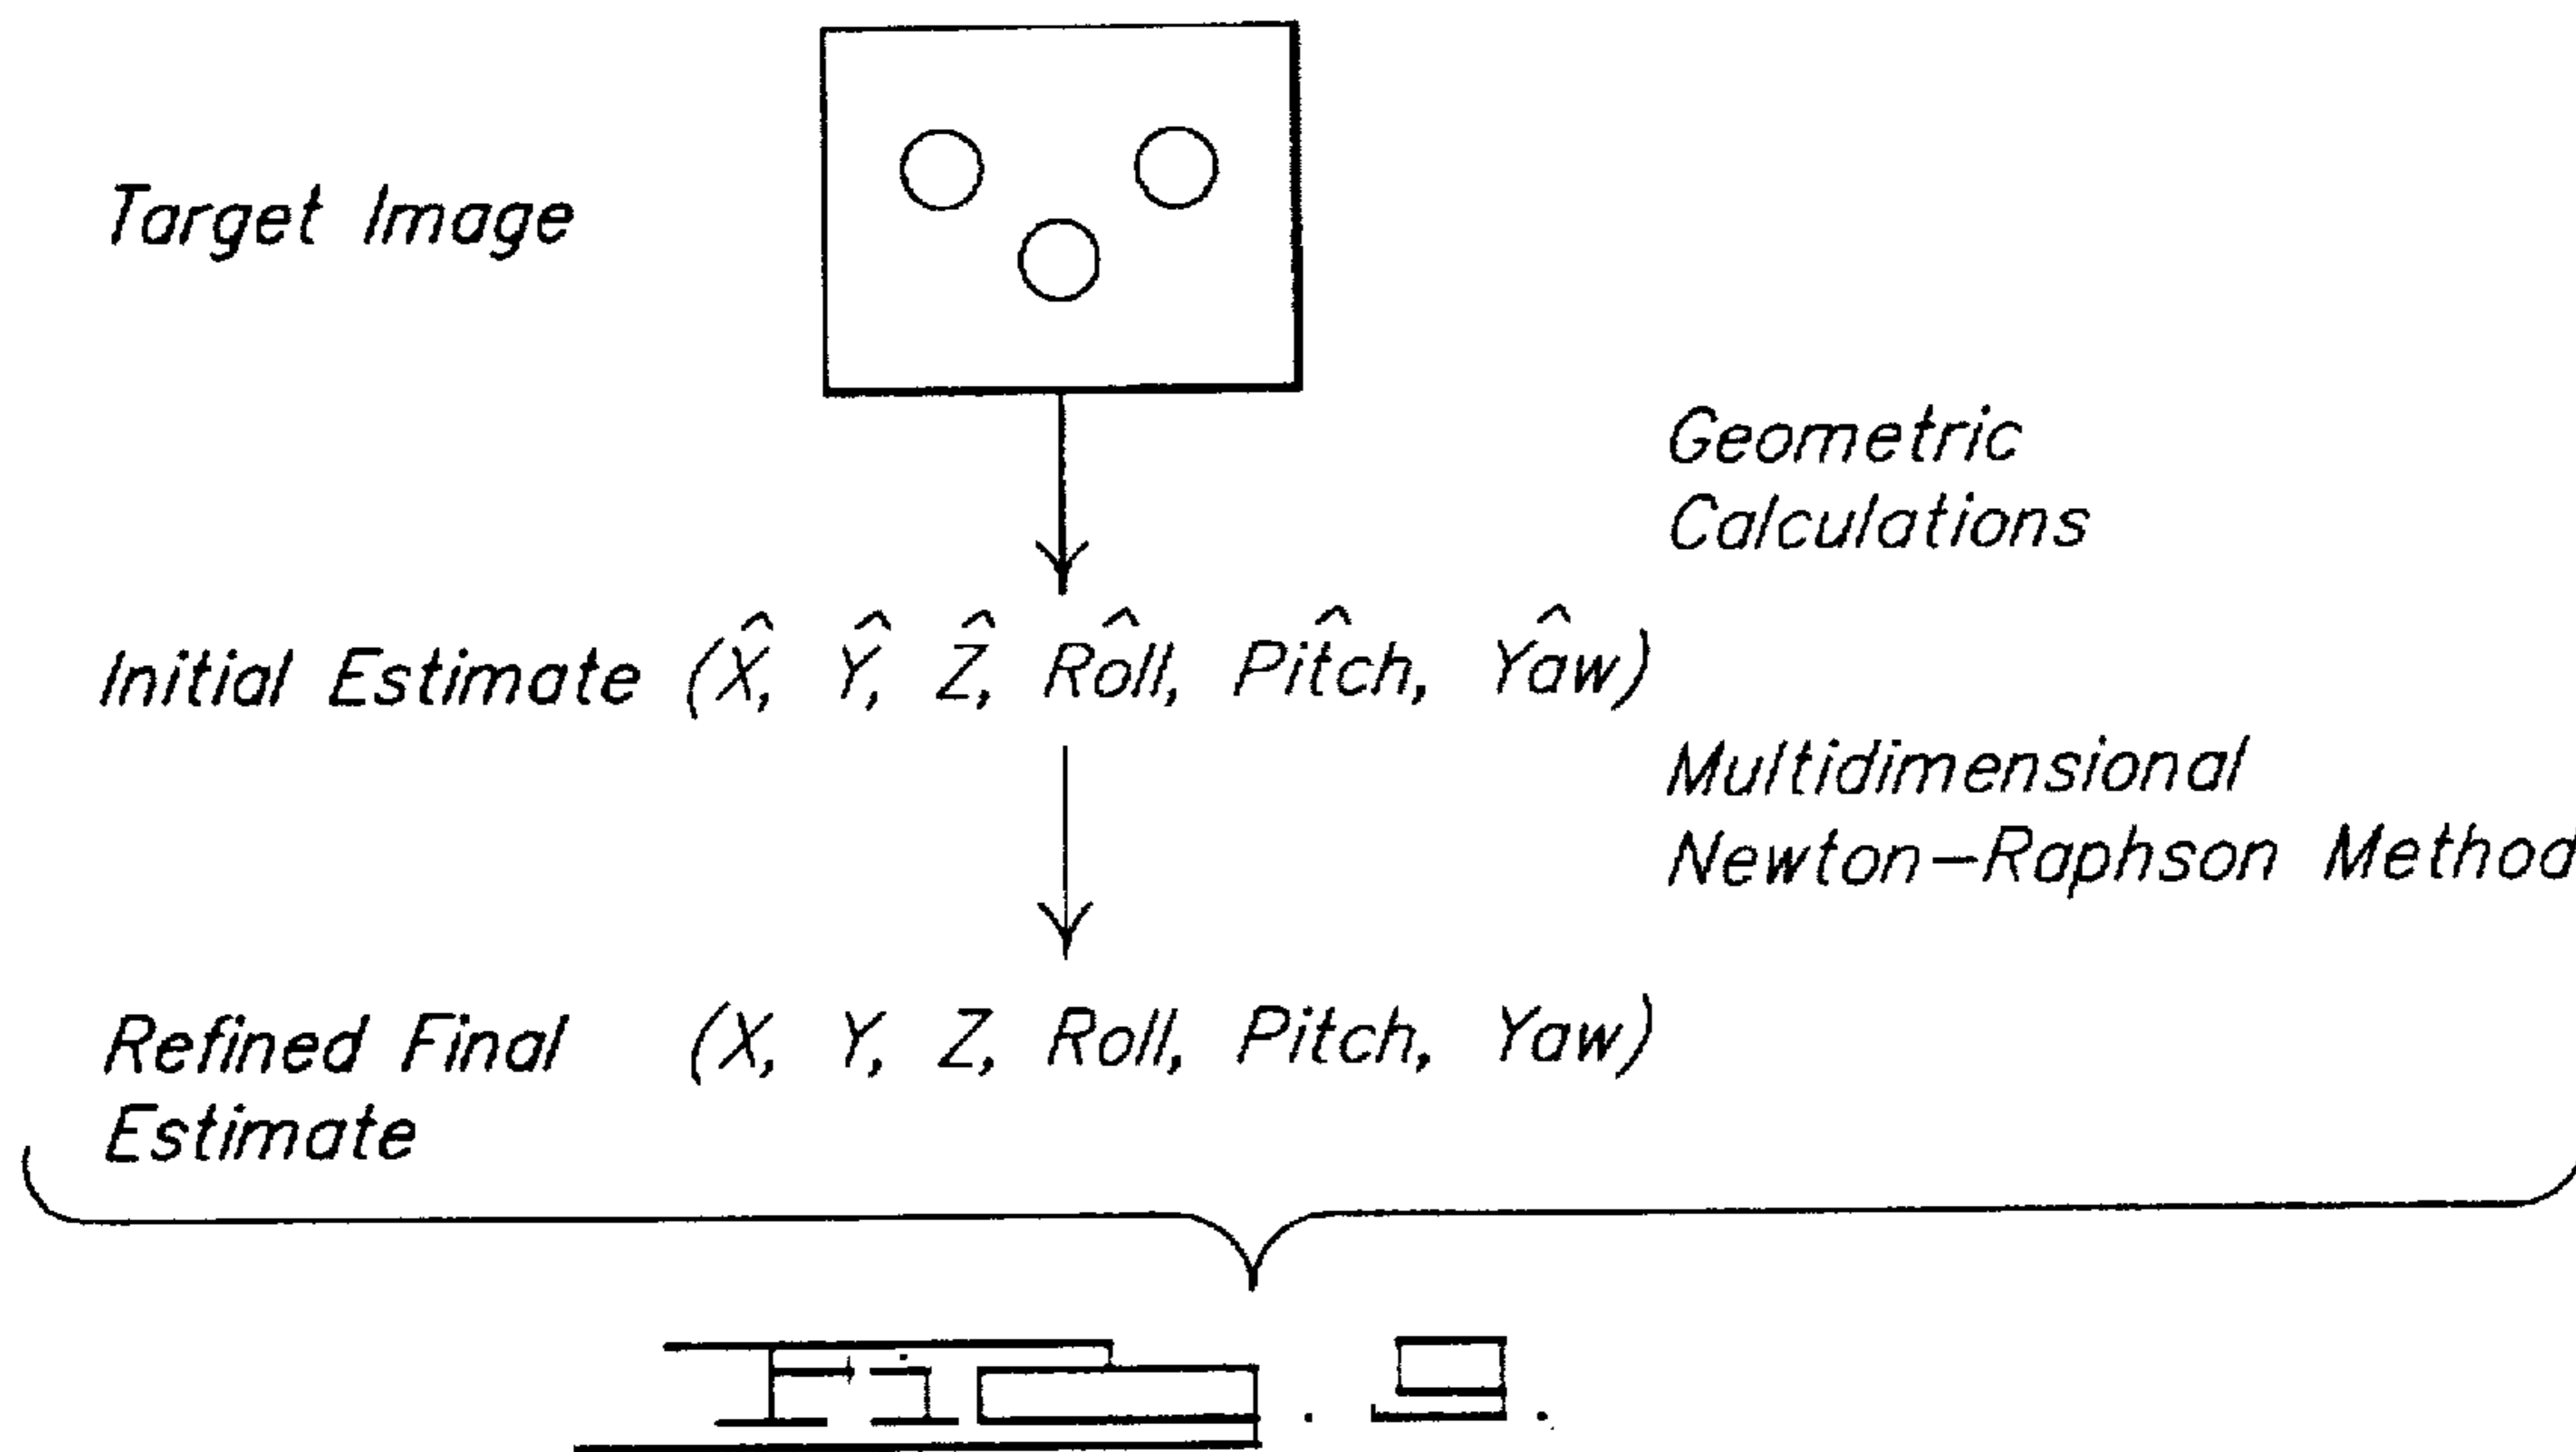 Target Image
Geometric
Calculations
Initial Estimate (X̂, Ŷ, Ẑ, Rôll, Pitĉh, Yâw)
Multidimensional
Newton–Raphson Method
Refined Final (X, Y, Z, Roll, Pitch, Yaw)
Estimate